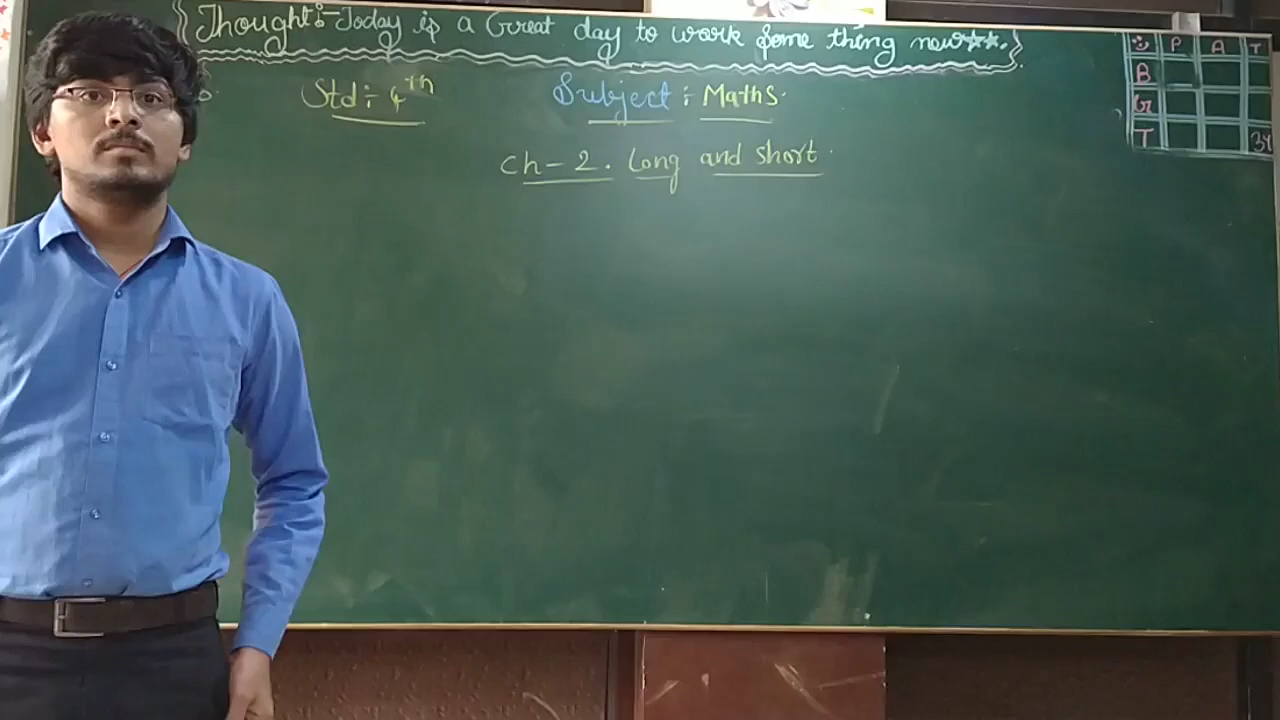 Thought:- Today is a Great day to work Some thing new**.
Std: 4th
Subject: Maths.
Ch-2. Long and short.
P A T
B
G
T 34